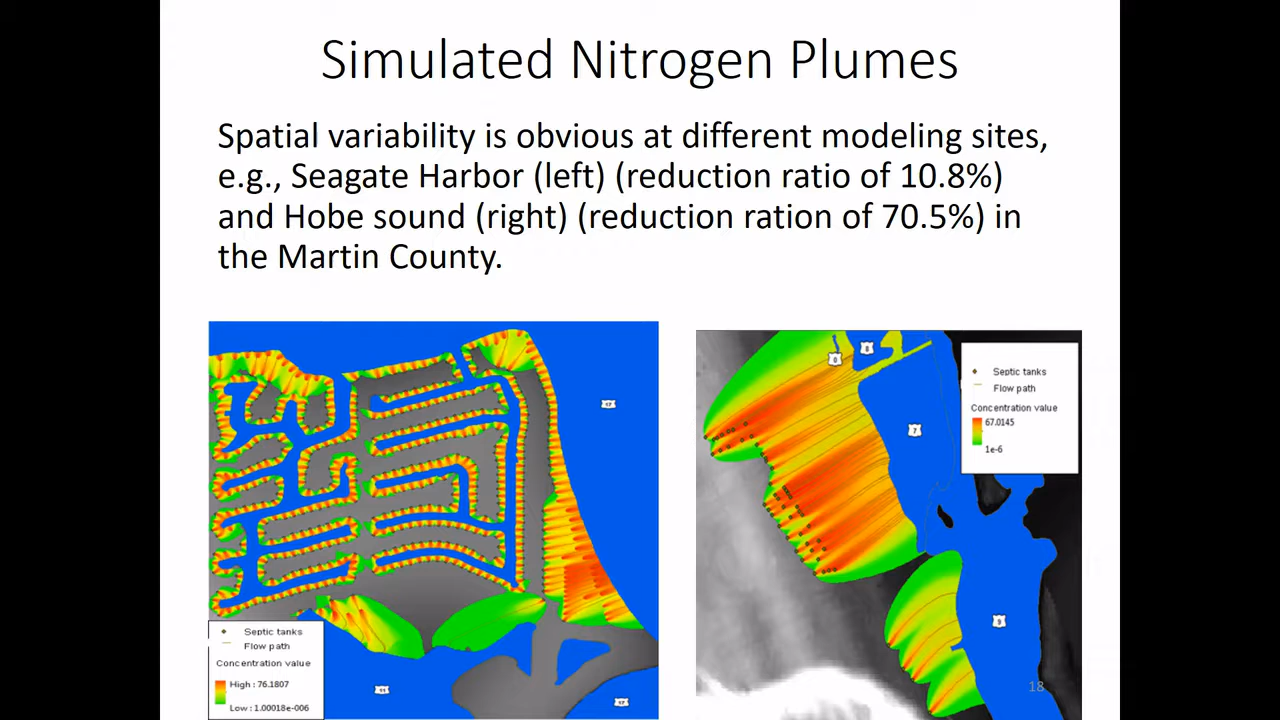 Simulated Nitrogen Plumes
Spatial variability is obvious at different modeling sites,
e.g., Seagate Harbor (left) (reduction ratio of 10.8%)
and Hobe sound (right) (reduction ration of 70.5%) in
the Martin County.
Septic tanks
Flow path
Concentration value
High : 76.1807
Low : 1.00018e-006
Septic tanks
Flow path
Concentration value
67.0145
1e-6
18